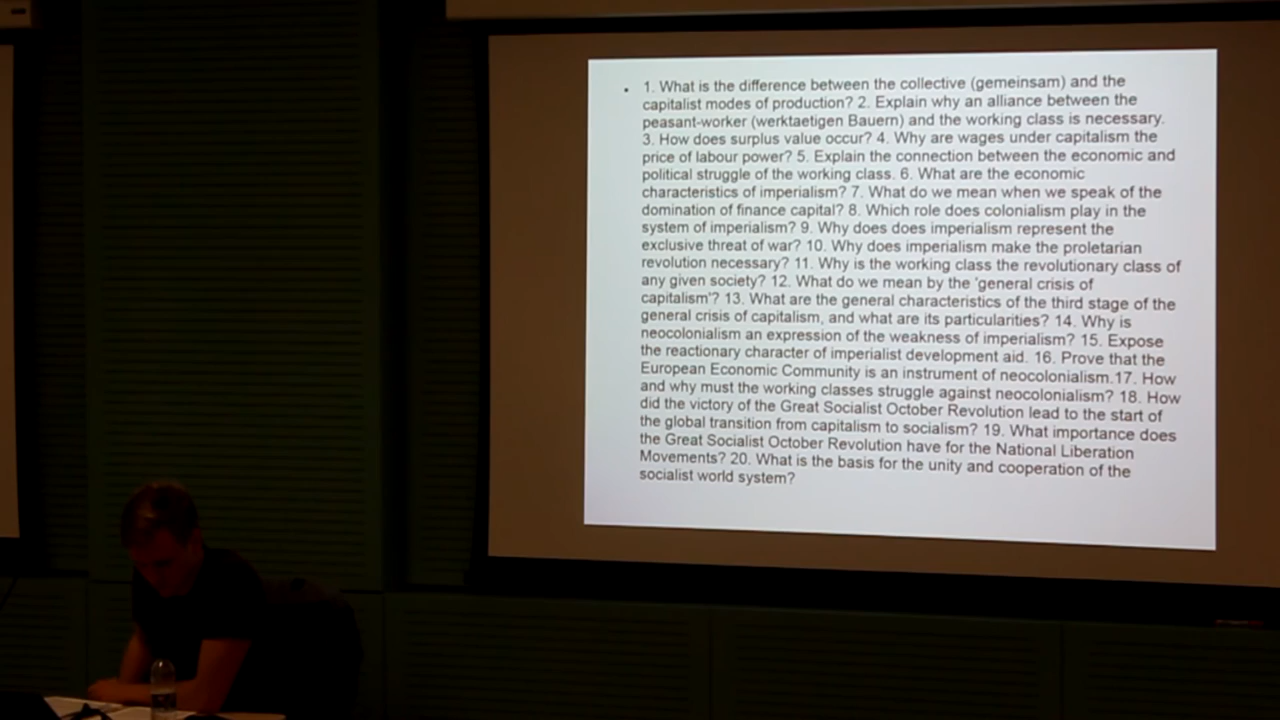 • 1. What is the difference between the collective (gemeinsam) and the
capitalist modes of production? 2. Explain why an alliance between the
peasant-worker (werktaetigen Bauern) and the working class is necessary.
3. How does surplus value occur? 4. Why are wages under capitalism the
price of labour power? 5. Explain the connection between the economic and
political struggle of the working class. 6. What are the economic
characteristics of imperialism? 7. What do we mean when we speak of the
domination of finance capital? 8. Which role does colonialism play in the
system of imperialism? 9. Why does does imperialism represent the
exclusive threat of war? 10. Why does imperialism make the proletarian
revolution necessary? 11. Why is the working class the revolutionary class of
any given society? 12. What do we mean by the 'general crisis of
capitalism'? 13. What are the general characteristics of the third stage of the
general crisis of capitalism, and what are its particularities? 14. Why is
neocolonialism an expression of the weakness of imperialism? 15. Expose
the reactionary character of imperialist development aid. 16. Prove that the
European Economic Community is an instrument of neocolonialism.17. How
and why must the working classes struggle against neocolonialism? 18. How
did the victory of the Great Socialist October Revolution lead to the start of
the global transition from capitalism to socialism? 19. What importance does
the Great Socialist October Revolution have for the National Liberation
Movements? 20. What is the basis for the unity and cooperation of the
socialist world system?